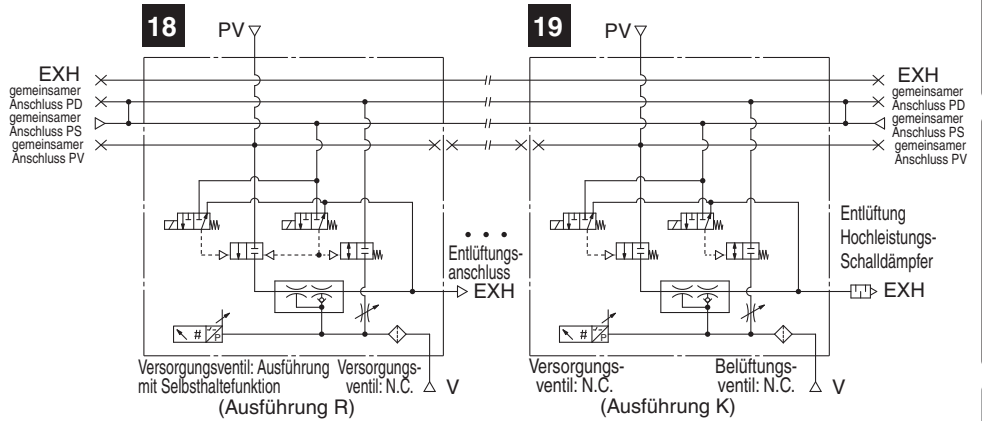 18
PV
19
PV
EXH
gemeinsamer
Anschluss PD
gemeinsamer
Anschluss PS
gemeinsamer
Anschluss PV
EXH
gemeinsamer
Anschluss PD
gemeinsamer
Anschluss PS
gemeinsamer
Anschluss PV
• • •
Entlüftungs-
anschluss
EXH
Entlüftung
Hochleistungs-
Schalldämpfer
EXH
#
P
#
P
Versorgungsventil: Ausführung
mit Selbsthaltefunktion
Versorgungs-
ventil: N.C.
V
(Ausführung R)
Versorgungs-
ventil: N.C.
Belüftungs-
ventil: N.C.
V
(Ausführung K)